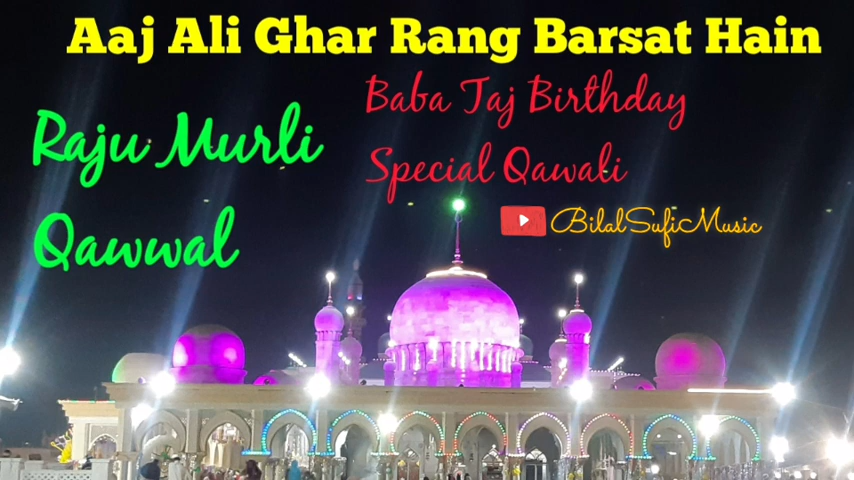 Aaj Ali Ghar Rang Barsat Hain
Raju Murli
Qawwal
Baba Taj Birthday
Special Qawali
BilalSufiMusic